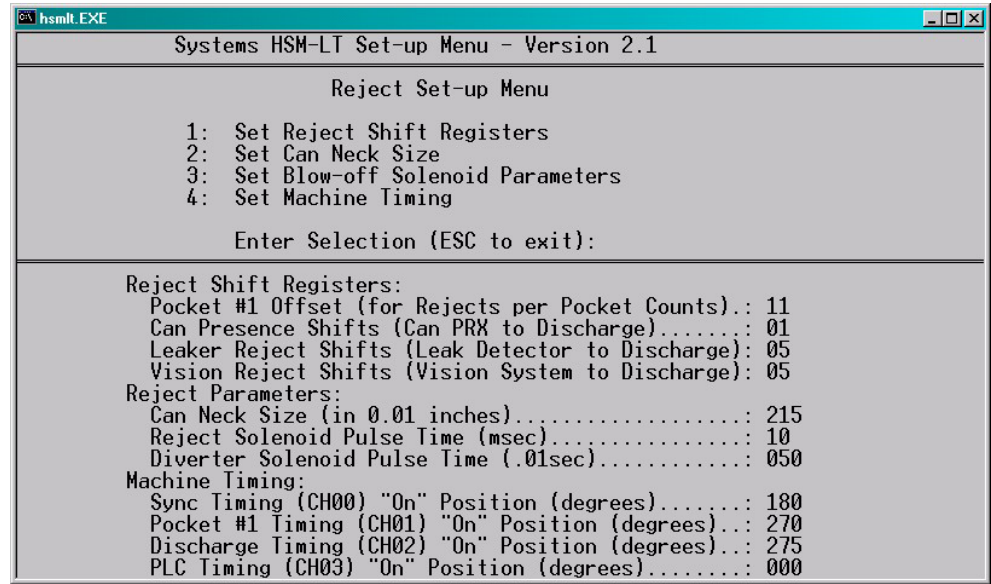 hsmlt.EXE
Systems HSM-LT Set-up Menu - Version 2.1
Reject Set-up Menu
1: Set Reject Shift Registers
2: Set Can Neck Size
3: Set Blow-off Solenoid Parameters
4: Set Machine Timing
Enter Selection (ESC to exit):
Reject Shift Registers:
Pocket #1 Offset (for Rejects per Pocket Counts).: 11
Can Presence Shifts (Can PRX to Discharge).......: 01
Leaker Reject Shifts (Leak Detector to Discharge): 05
Vision Reject Shifts (Vision System to Discharge): 05
Reject Parameters:
Can Neck Size (in 0.01 inches)...................: 215
Reject Solenoid Pulse Time (msec)................: 10
Diverter Solenoid Pulse Time (.01sec)............: 050
Machine Timing:
Sync Timing (CH00) "On" Position (degrees).......: 180
Pocket #1 Timing (CH01) "On" Position (degrees)..: 270
Discharge Timing (CH02) "On" Position (degrees)..: 275
PLC Timing (CH03) "On" Position (degrees)........: 000